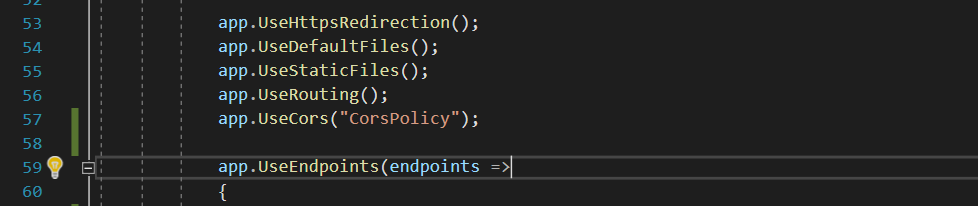 52
53 app.UseHttpsRedirection();
54 app.UseDefaultFiles();
55 app.UseStaticFiles();
56 app.UseRouting();
57 app.UseCors("CorsPolicy");
58
59 app.UseEndpoints(endpoints =>
60 {